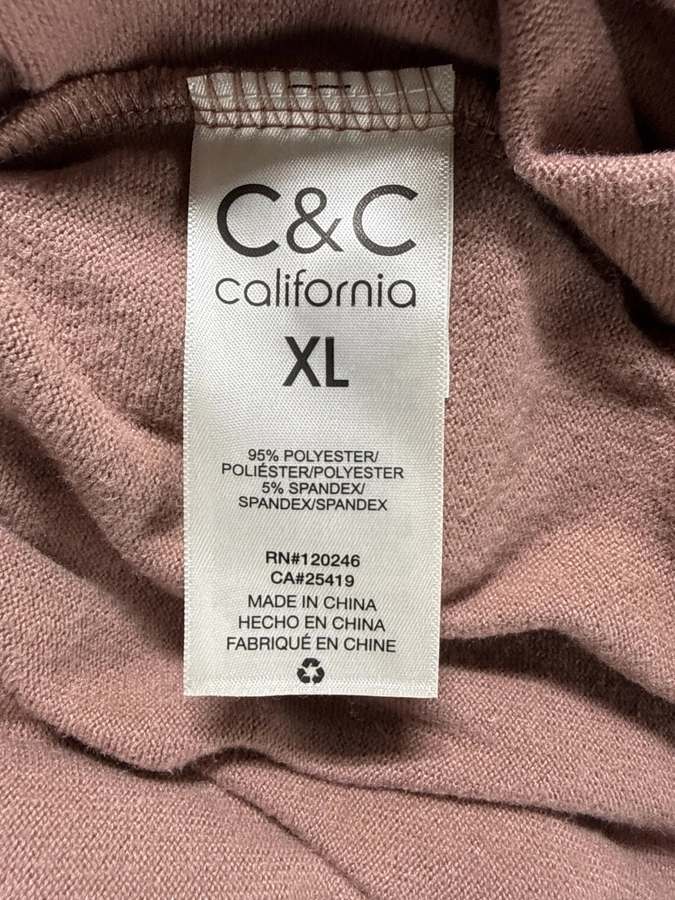 C&C
california
XL
95% POLYESTER/
POLIÉSTER/POLYESTER
5% SPANDEX/
SPANDEX/SPANDEX
RN#120246
CA#25419
MADE IN CHINA
HECHO EN CHINA
FABRIQUÉ EN CHINE